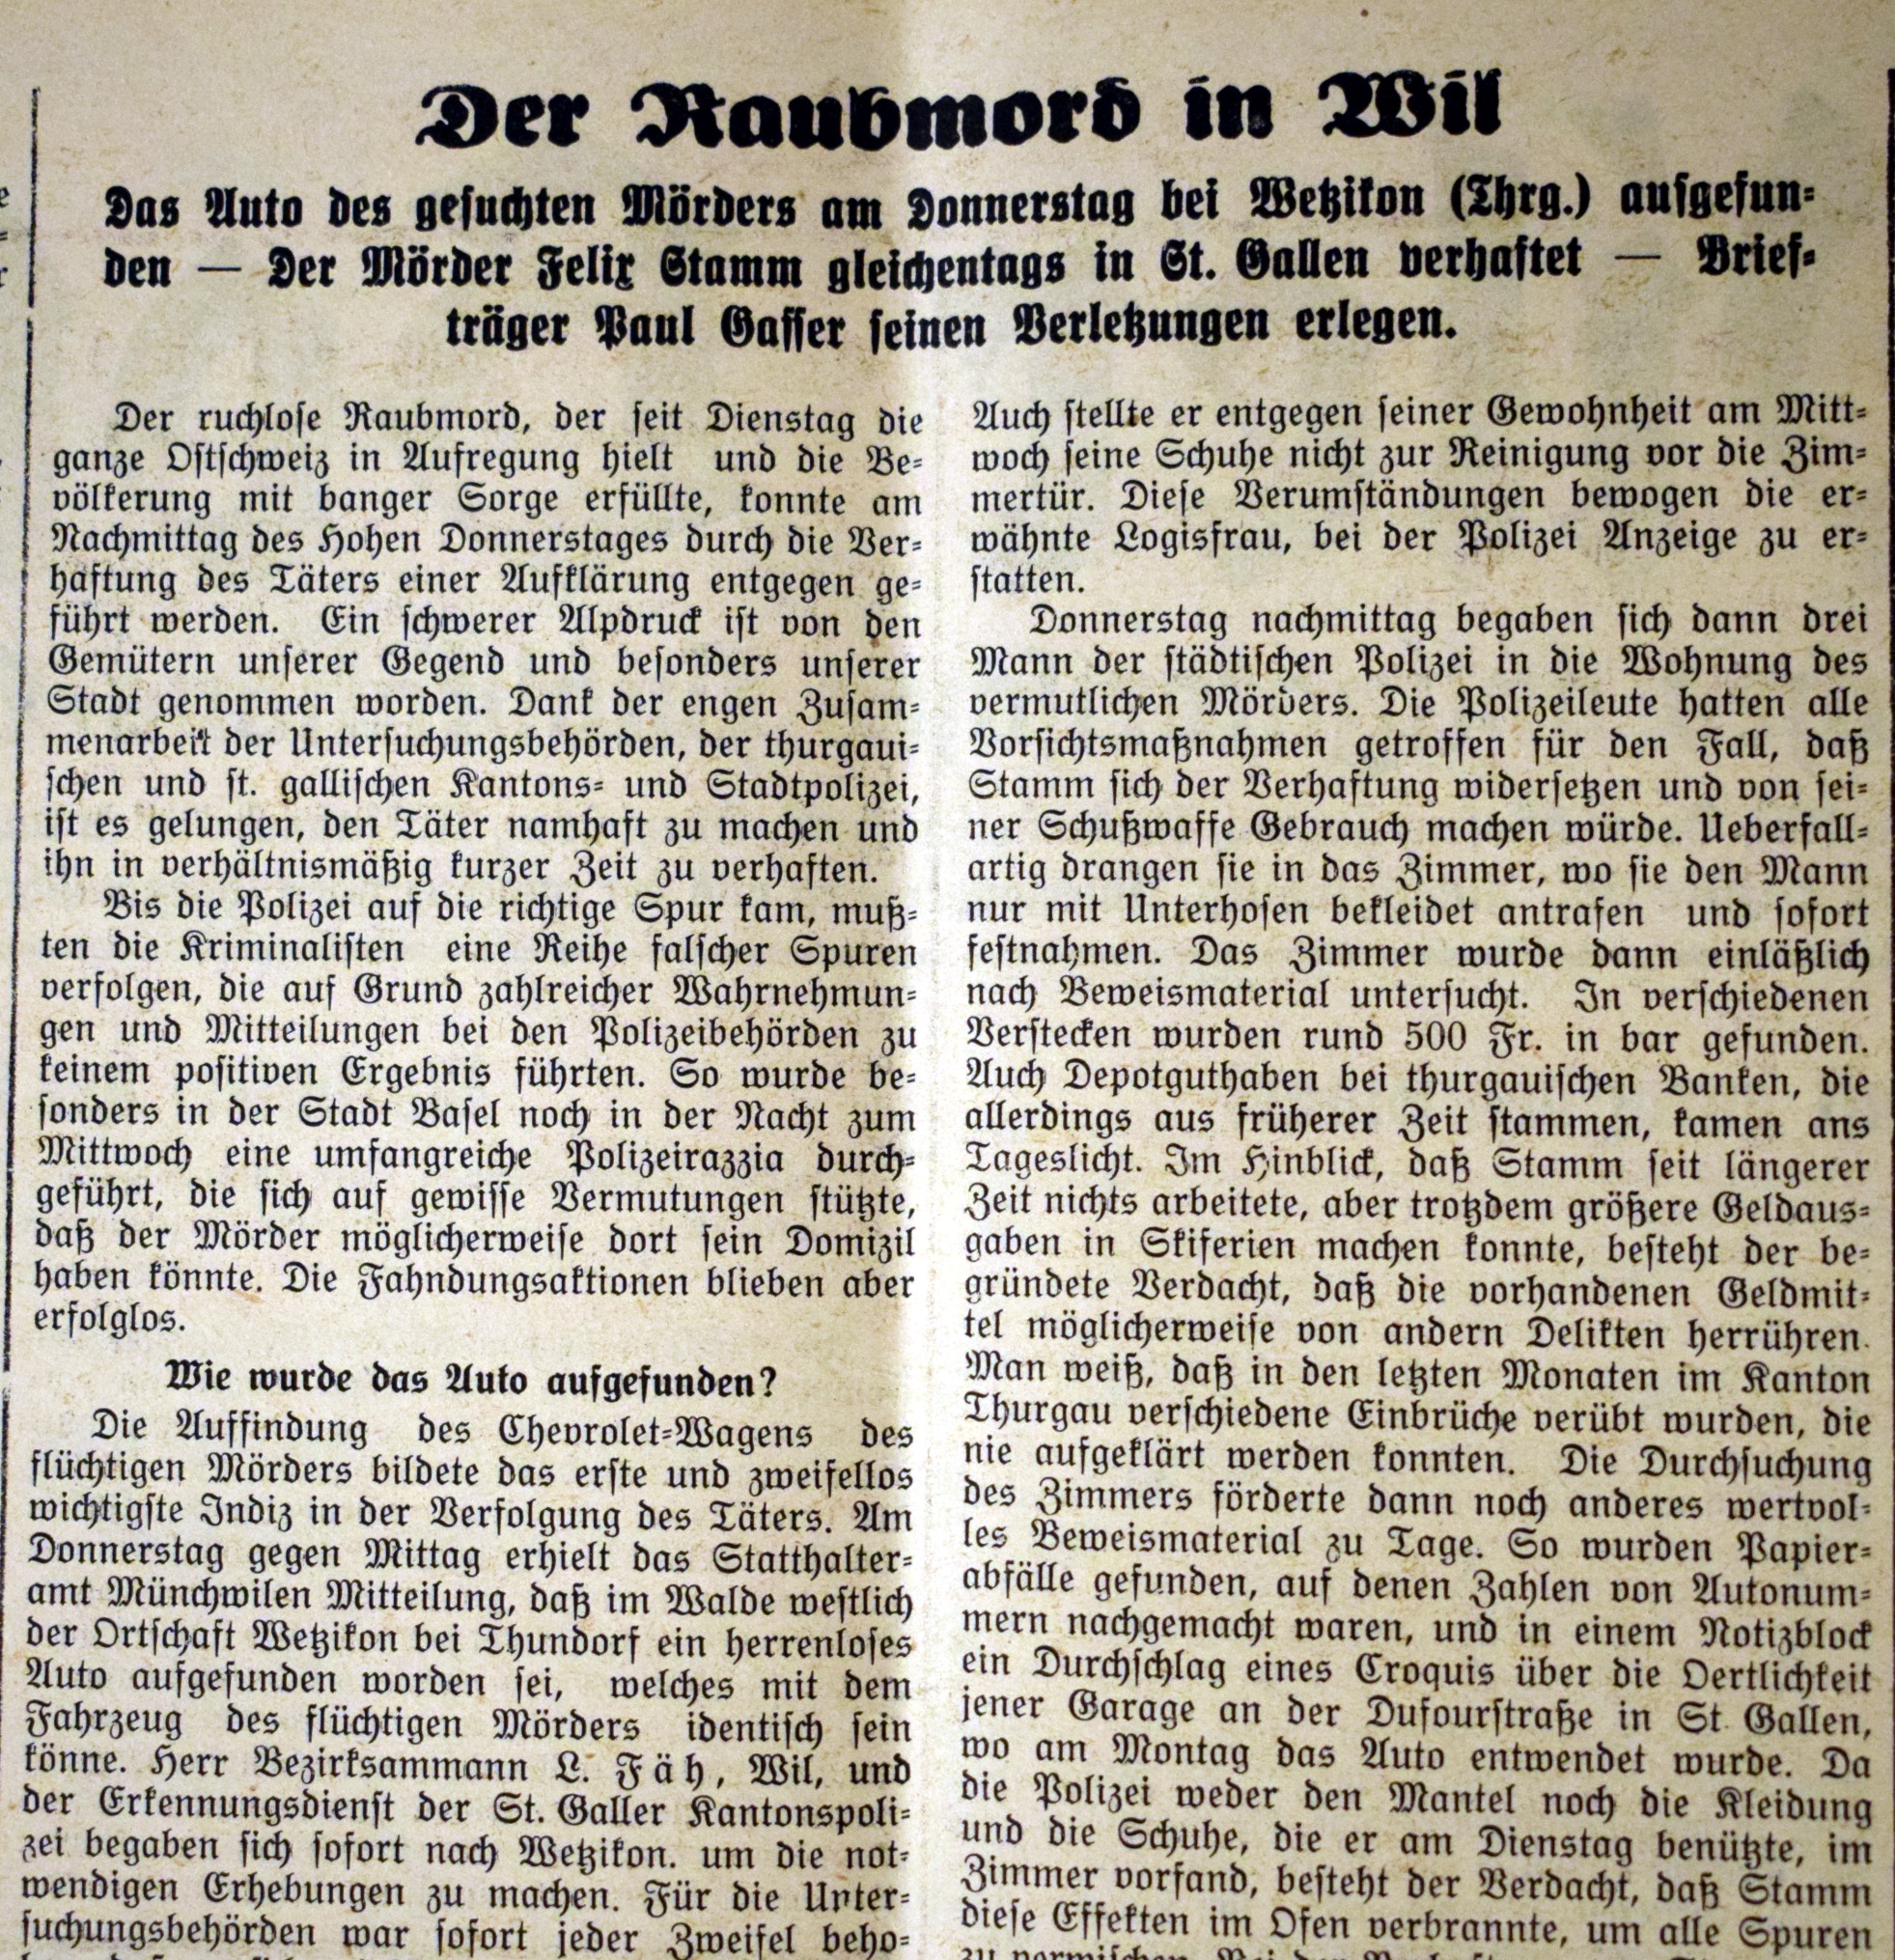 Der Raubmord in Wil
Das Auto des gesuchten Mörders am Donnerstag bei Wetzikon (Thrg.) aufgefun-
den — Der Mörder Felix Stamm gleichentags in St. Gallen verhaftet — Brief-
träger Paul Gasser seinen Verletzungen erlegen.
Der ruchlose Raubmord, der seit Dienstag die
ganze Ostschweiz in Aufregung hielt und die Be-
völkerung mit banger Sorge erfüllte, konnte am
Nachmittag des Hohen Donnerstages durch die Ver-
haftung des Täters einer Aufklärung entgegen ge-
führt werden. Ein schwerer Alpdruck ist von den
Gemütern unserer Gegend und besonders unserer
Stadt genommen worden. Dank der engen Zusam-
menarbeit der Untersuchungsbehörden, der thurgaui-
schen und st. gallischen Kantons- und Stadtpolizei,
ist es gelungen, den Täter namhaft zu machen und
ihn in verhältnismäßig kurzer Zeit zu verhaften.
Bis die Polizei auf die richtige Spur kam, muß-
ten die Kriminalisten eine Reihe falscher Spuren
verfolgen, die auf Grund zahlreicher Wahrnehmun-
gen und Mitteilungen bei den Polizeibehörden zu
keinem positiven Ergebnis führten. So wurde be-
sonders in der Stadt Basel noch in der Nacht zum
Mittwoch eine umfangreiche Polizeirazzia durch-
geführt, die sich auf gewisse Vermutungen stützte,
daß der Mörder möglicherweise dort sein Domizil
haben könnte. Die Fahndungsaktionen blieben aber
erfolglos.
Wie wurde das Auto aufgefunden?
Die Auffindung des Chevrolet-Wagens des
flüchtigen Mörders bildete das erste und zweifellos
wichtigste Indiz in der Verfolgung des Täters. Am
Donnerstag gegen Mittag erhielt das Statthalter-
amt Münchwilen Mitteilung, daß im Walde westlich
der Ortschaft Wetzikon bei Thundorf ein herrenloses
Auto aufgefunden worden sei, welches mit dem
Fahrzeug des flüchtigen Mörders identisch sein
könne. Herr Bezirksammann L. Fäh, Wil, und
der Erkennungsdienst der St. Galler Kantonspoli-
zei begaben sich sofort nach Wetzikon. um die not-
wendigen Erhebungen zu machen. Für die Unter-
suchungsbehörden war sofort jeder Zweifel beho-
Auch stellte er entgegen seiner Gewohnheit am Mitt-
woch seine Schuhe nicht zur Reinigung vor die Zim-
mertür. Diese Verumständungen bewogen die er-
wähnte Logisfrau, bei der Polizei Anzeige zu er-
statten.
Donnerstag nachmittag begaben sich dann drei
Mann der städtischen Polizei in die Wohnung des
vermutlichen Mörders. Die Polizeileute hatten alle
Vorsichtsmaßnahmen getroffen für den Fall, daß
Stamm sich der Verhaftung widersetzen und von sei-
ner Schußwaffe Gebrauch machen würde. Ueberfall-
artig drangen sie in das Zimmer, wo sie den Mann
nur mit Unterhosen bekleidet antrafen und sofort
festnahmen. Das Zimmer wurde dann einläßlich
nach Beweismaterial untersucht. In verschiedenen
Verstecken wurden rund 500 Fr. in bar gefunden.
Auch Depotguthaben bei thurgauischen Banken, die
allerdings aus früherer Zeit stammen, kamen ans
Tageslicht. Im Hinblick, daß Stamm seit längerer
Zeit nichts arbeitete, aber trotzdem größere Geldaus-
gaben in Skiferien machen konnte, besteht der be-
gründete Verdacht, daß die vorhandenen Geldmit-
tel möglicherweise von andern Delikten herrühren.
Man weiß, daß in den letzten Monaten im Kanton
Thurgau verschiedene Einbrüche verübt wurden, die
nie aufgeklärt werden konnten. Die Durchsuchung
des Zimmers förderte dann noch anderes wertvol-
les Beweismaterial zu Tage. So wurden Papier-
abfälle gefunden, auf denen Zahlen von Autonum-
mern nachgemacht waren, und in einem Notizblock
ein Durchschlag eines Croquis über die Oertlichkeit
jener Garage an der Dufourstraße in St. Gallen,
wo am Montag das Auto entwendet wurde. Da
die Polizei weder den Mantel noch die Kleidung
und die Schuhe, die er am Dienstag benützte, im
Zimmer vorfand, besteht der Verdacht, daß Stamm
diese Effekten im Ofen verbrannte, um alle Spuren